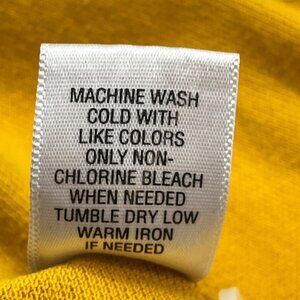 MACHINE WASH
COLD WITH
LIKE COLORS
ONLY NON-
CHLORINE BLEACH
WHEN NEEDED
TUMBLE DRY LOW
WARM IRON
IF NEEDED